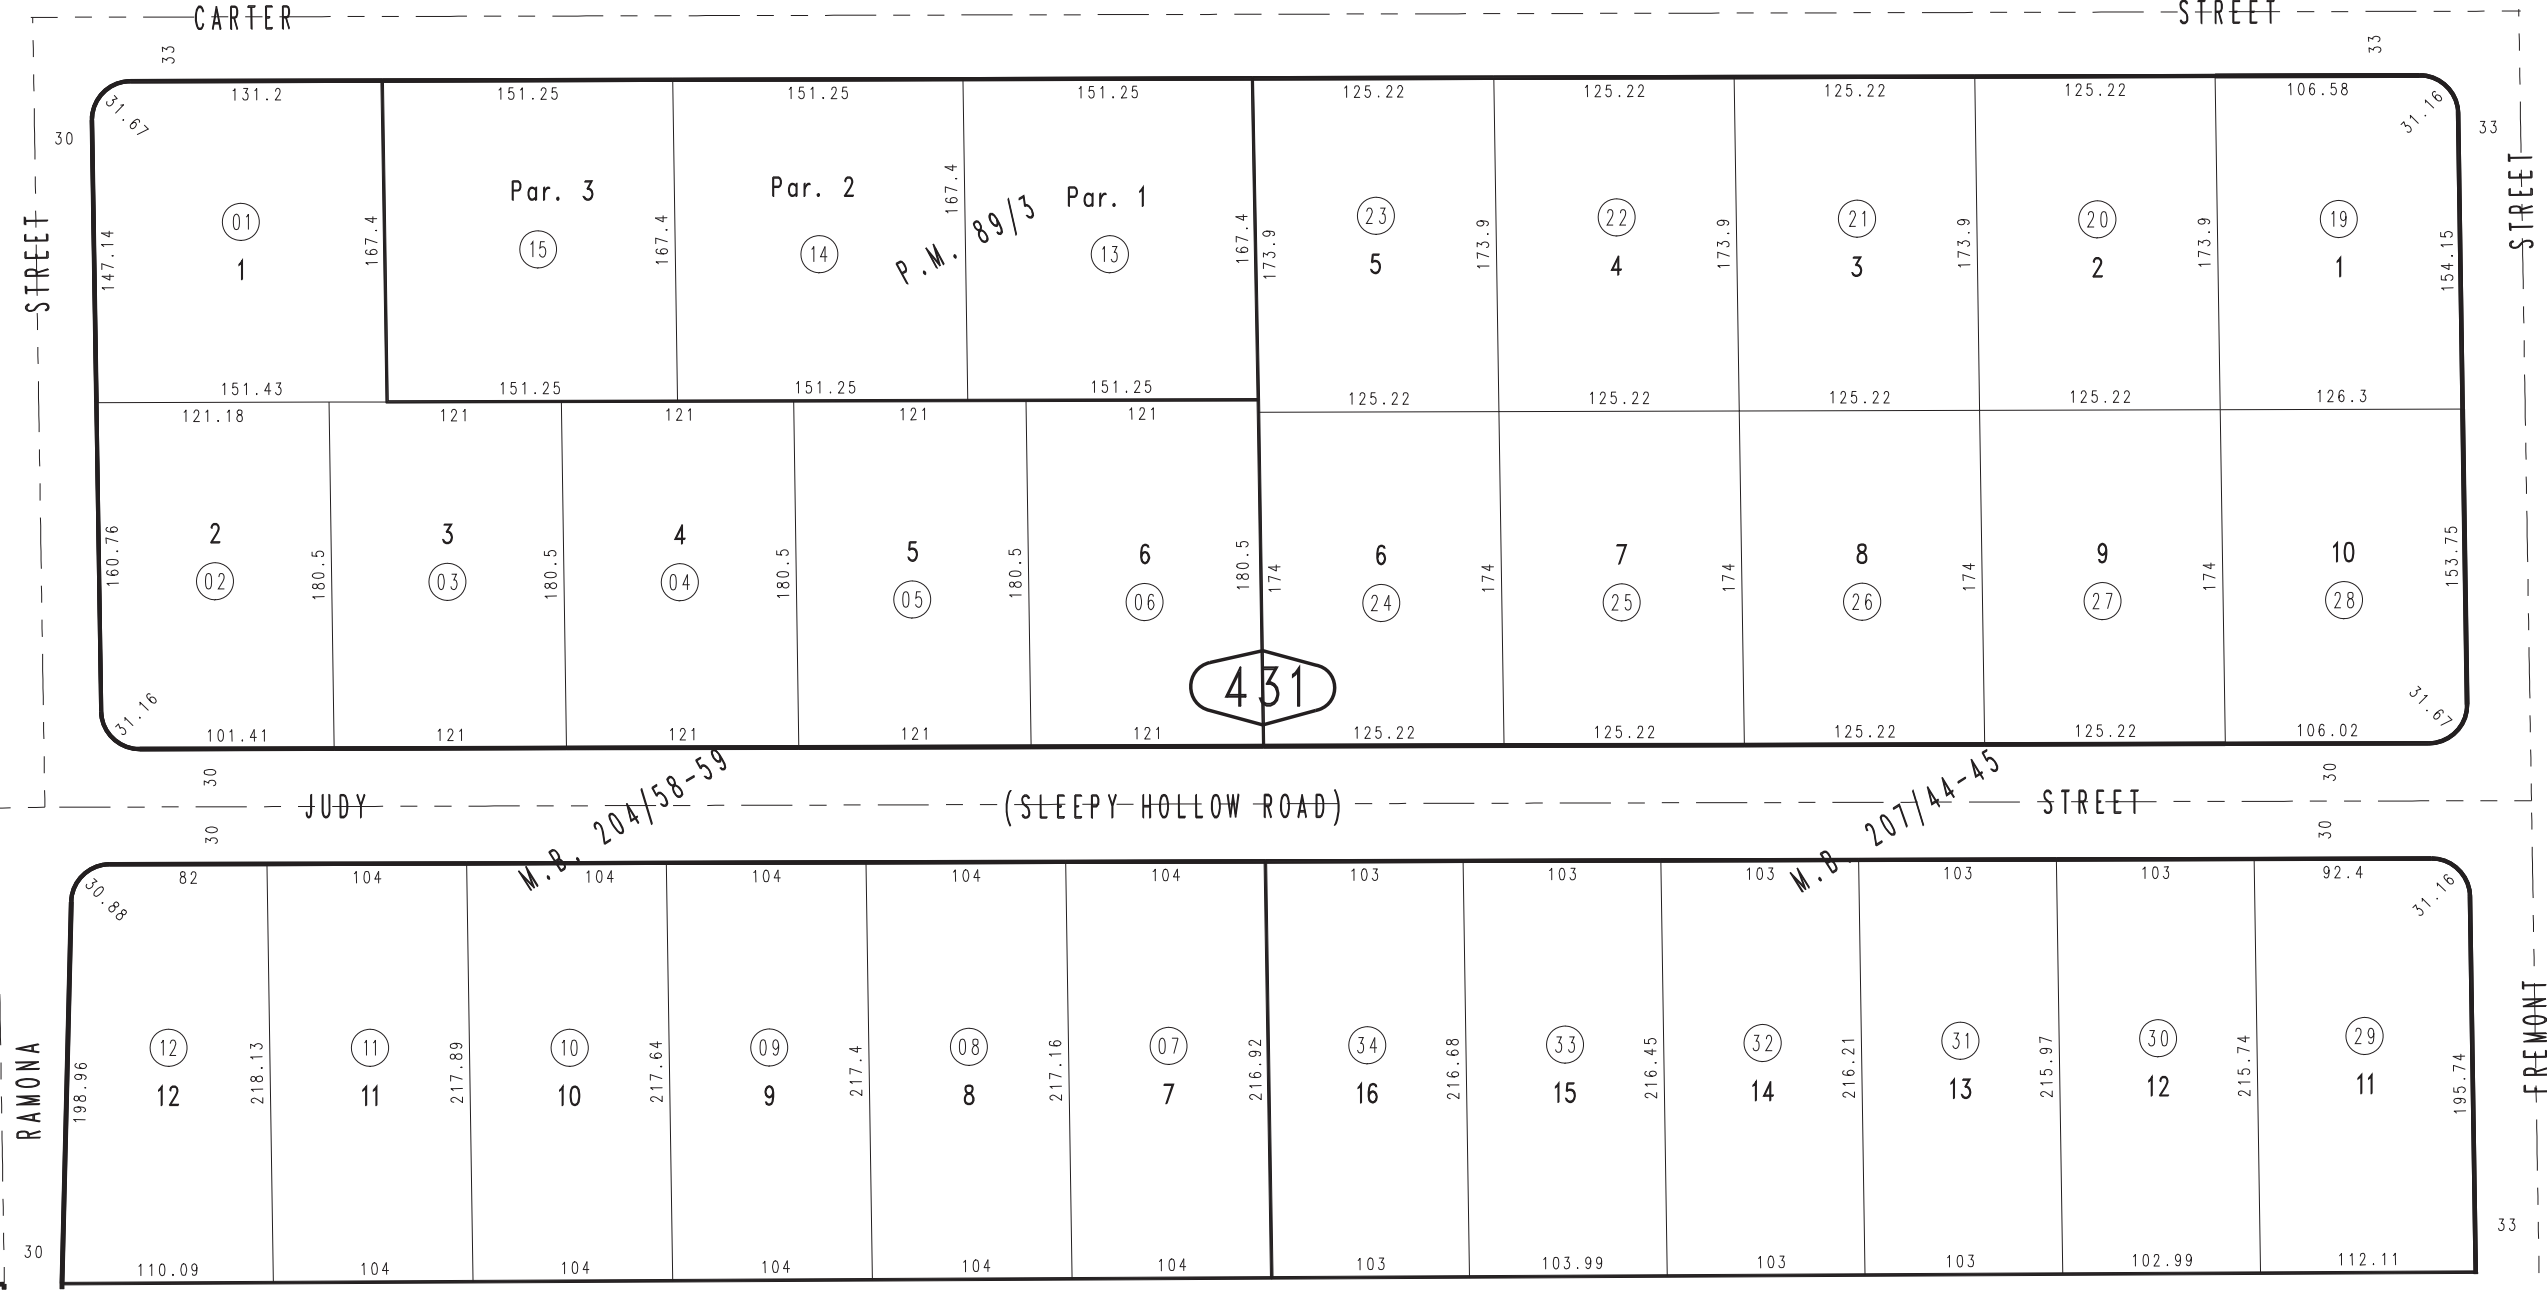 CARTER STREET
33 33
131.2 151.25 151.25 151.25 125.22 125.22 125.22 125.22 106.58
31.67 31.16
30 33
STREET STREET
Par. 3 Par. 2 Par. 1
P.M. 89/3
01 15 14 13 23 22 21 20 19
1 5 4 3 2 1
147.14 167.4 167.4 167.4 167.4 173.9 173.9 173.9 173.9 173.9 154.15
151.43 151.25 151.25 151.25 125.22 125.22 125.22 125.22 126.3
121.18 121 121 121 121
2 3 4 5 6 6 7 8 9 10
02 03 04 05 06 24 25 26 27 28
160.76 180.5 180.5 180.5 180.5 180.5 174 174 174 174 174 153.75
431
31.16 31.67
101.41 121 121 121 121 125.22 125.22 125.22 125.22 106.02
30 30
JUDY (SLEEPY HOLLOW ROAD) STREET
M.B. 204/58-59 M.B. 207/44-45
30 30
82 104 104 104 104 104 103 103 103 103 103 92.4
30.88 31.16
RAMONA FREMONT
12 11 10 09 08 07 34 33 32 31 30 29
12 11 10 9 8 7 16 15 14 13 12 11
198.96 218.13 217.89 217.64 217.4 217.16 216.92 216.68 216.45 216.21 215.97 215.74 195.74
30 33
110.09 104 104 104 104 104 103 103.99 103 103 102.99 112.11